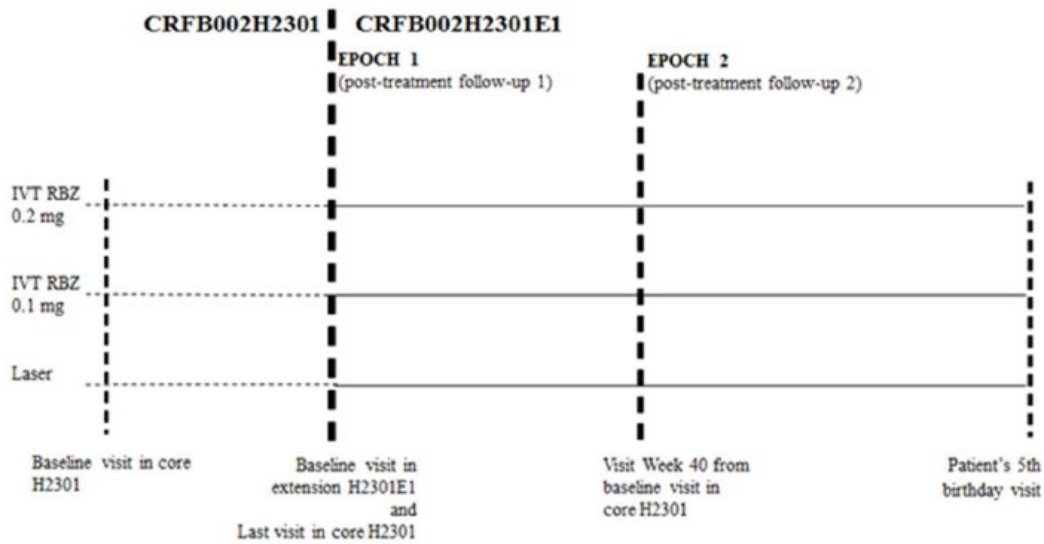 CRFB002H2301
CRFB002H2301E1
EPOCH 1
(post-treatment follow-up 1)
EPOCH 2
(post-treatment follow-up 2)
IVT RBZ
0.2 mg
IVT RBZ
0.1 mg
Laser
Baseline visit in core
H2301
Baseline visit in
extension H2301E1
and
Last visit in core H2301
Visit Week 40 from
baseline visit in
core H2301
Patient's 5th
birthday visit